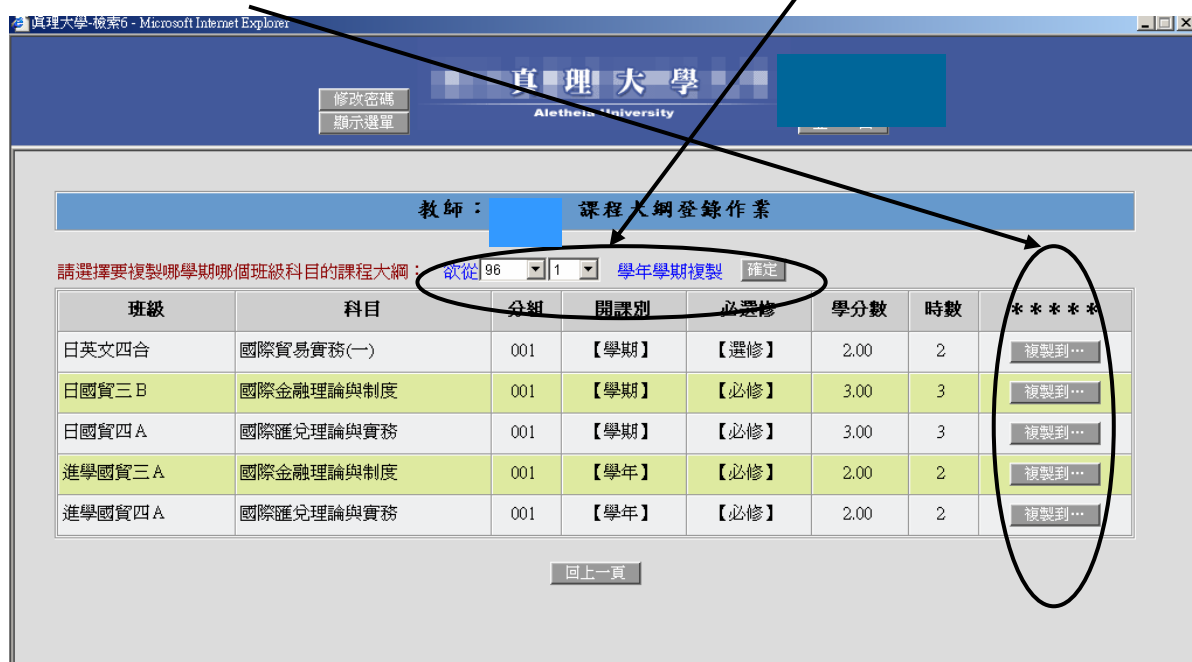 真理大學-檢索6 - Microsoft Internet Explorer
真理大學
Aletheia University
修改密碼
顯示選單
教師： 課程大綱登錄作業
請選擇要複製哪學期哪個班級科目的課程大綱： 欲從 96 1 學年學期複製 確定
班級 科目 分組 開課別 必選修 學分數 時數 *****
日英文四合 國際貿易實務(一) 001 【學期】 【選修】 2.00 2 複製到…
日國貿三B 國際金融理論與制度 001 【學期】 【必修】 3.00 3 複製到…
日國貿四A 國際匯兌理論與實務 001 【學期】 【必修】 3.00 3 複製到…
進學國貿三A 國際金融理論與制度 001 【學年】 【必修】 2.00 2 複製到…
進學國貿四A 國際匯兌理論與實務 001 【學年】 【必修】 2.00 2 複製到…
回上一頁